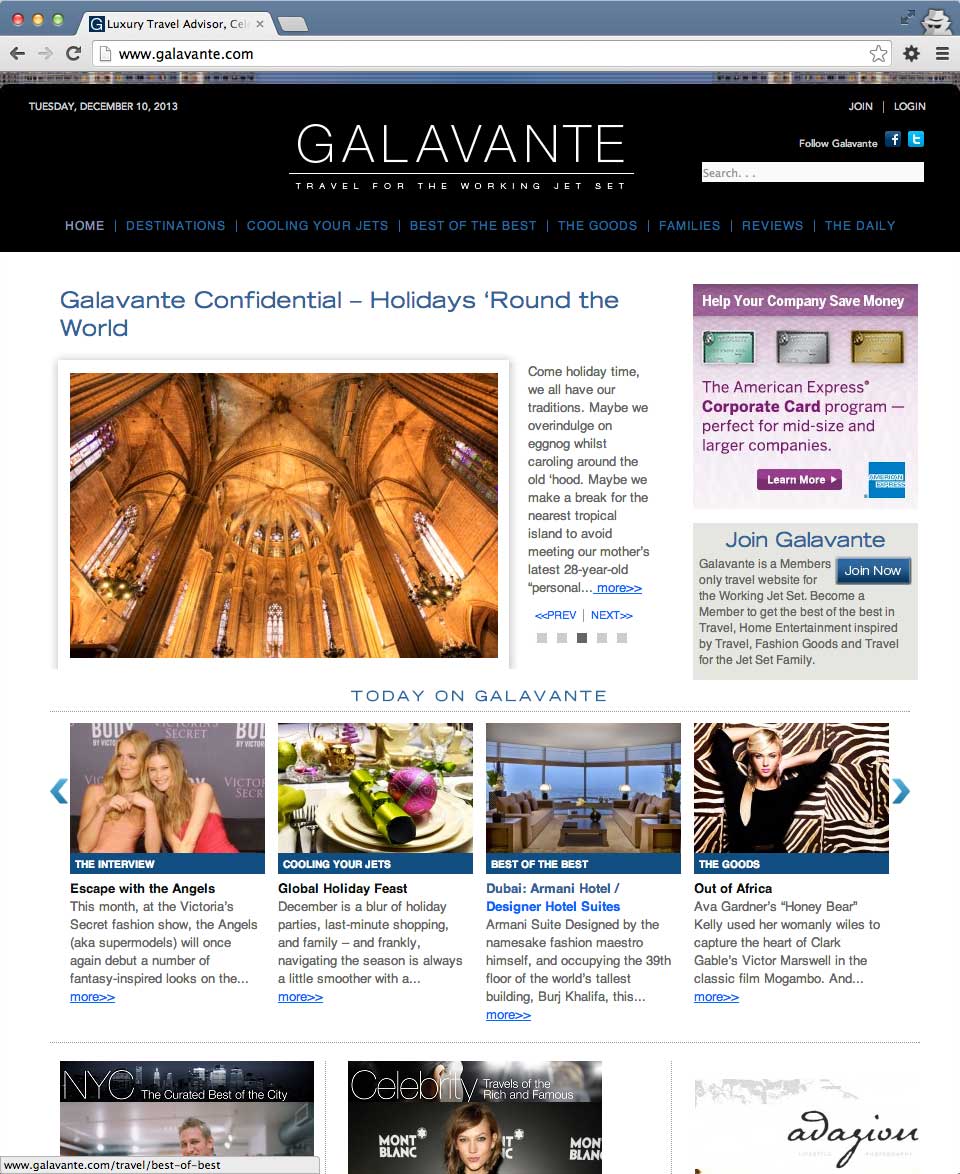 Luxury Travel Advisor, Cele
www.galavante.com
TUESDAY, DECEMBER 10, 2013
JOIN | LOGIN
GALAVANTE
TRAVEL FOR THE WORKING JET SET
Follow Galavante
Search. . .
HOME | DESTINATIONS | COOLING YOUR JETS | BEST OF THE BEST | THE GOODS | FAMILIES | REVIEWS | THE DAILY
Galavante Confidential – Holidays ‘Round the
World
Come holiday time,
we all have our
traditions. Maybe we
overindulge on
eggnog whilst
caroling around the
old ‘hood. Maybe we
make a break for the
nearest tropical
island to avoid
meeting our mother’s
latest 28-year-old
“personal... more>>
<<PREV | NEXT>>
Help Your Company Save Money
The American Express®
Corporate Card program —
perfect for mid-size and
larger companies.
Learn More
AMERICAN
EXPRESS
Join Galavante
Join Now
Galavante is a Members
only travel website for
the Working Jet Set. Become a
Member to get the best of the best in
Travel, Home Entertainment inspired
by Travel, Fashion Goods and Travel
for the Jet Set Family.
TODAY ON GALAVANTE
BODY
BY VICTORIA'S
SECRET
THE INTERVIEW
Escape with the Angels
This month, at the Victoria’s
Secret fashion show, the Angels
(aka supermodels) will once
again debut a number of
fantasy-inspired looks on the...
more>>
COOLING YOUR JETS
Global Holiday Feast
December is a blur of holiday
parties, last-minute shopping,
and family – and frankly,
navigating the season is always
a little smoother with a...
more>>
BEST OF THE BEST
Dubai: Armani Hotel /
Designer Hotel Suites
Armani Suite Designed by the
namesake fashion maestro
himself, and occupying the 39th
floor of the world’s tallest
building, Burj Khalifa, this...
more>>
THE GOODS
Out of Africa
Ava Gardner’s “Honey Bear”
Kelly used her womanly wiles to
capture the heart of Clark
Gable’s Victor Marswell in the
classic film Mogambo. And...
more>>
NYC The Curated Best of the City
Celebrity Travels of the
Rich and Famous
MONT
BLANC
MONT
BLANC
MON
BLA
adazion
LIFESTYLE PHOTOGRAPHY
www.galavante.com/travel/best-of-best